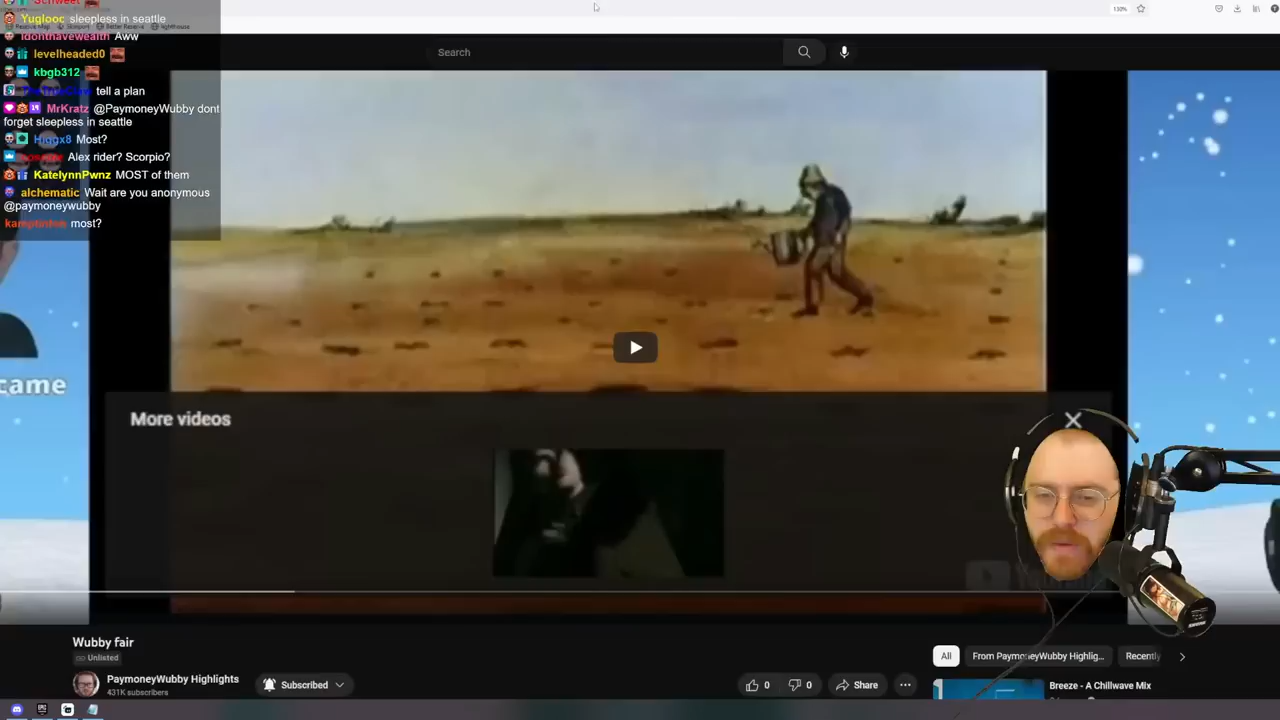 Yuqlooc sleepless in seattle
idonthavewealth Aww
levelheaded0
kbgb312
tell a plan
MrKratz @PaymoneyWubby dont
forget sleepless in seattle
Higgx8 Most?
Alex rider? Scorpio?
KatelynnPwnz MOST of them
alchematic Wait are you anonymous
@paymoneywubby
most?
130%
Search
came
More videos
Wubby fair
Unlisted
PaymoneyWubby Highlights
431K subscribers
Subscribed
0
0
Share
All
From PaymoneyWubby Highlig...
Recently
Breeze - A Chillwave Mix